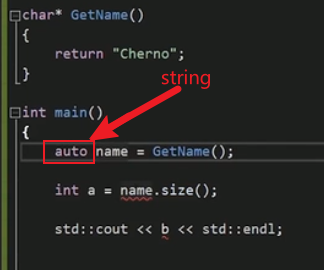 char* GetName()
{
return "Cherno";
}
string
int main()
{
auto name = GetName();
int a = name.size();
std::cout << b << std::endl;